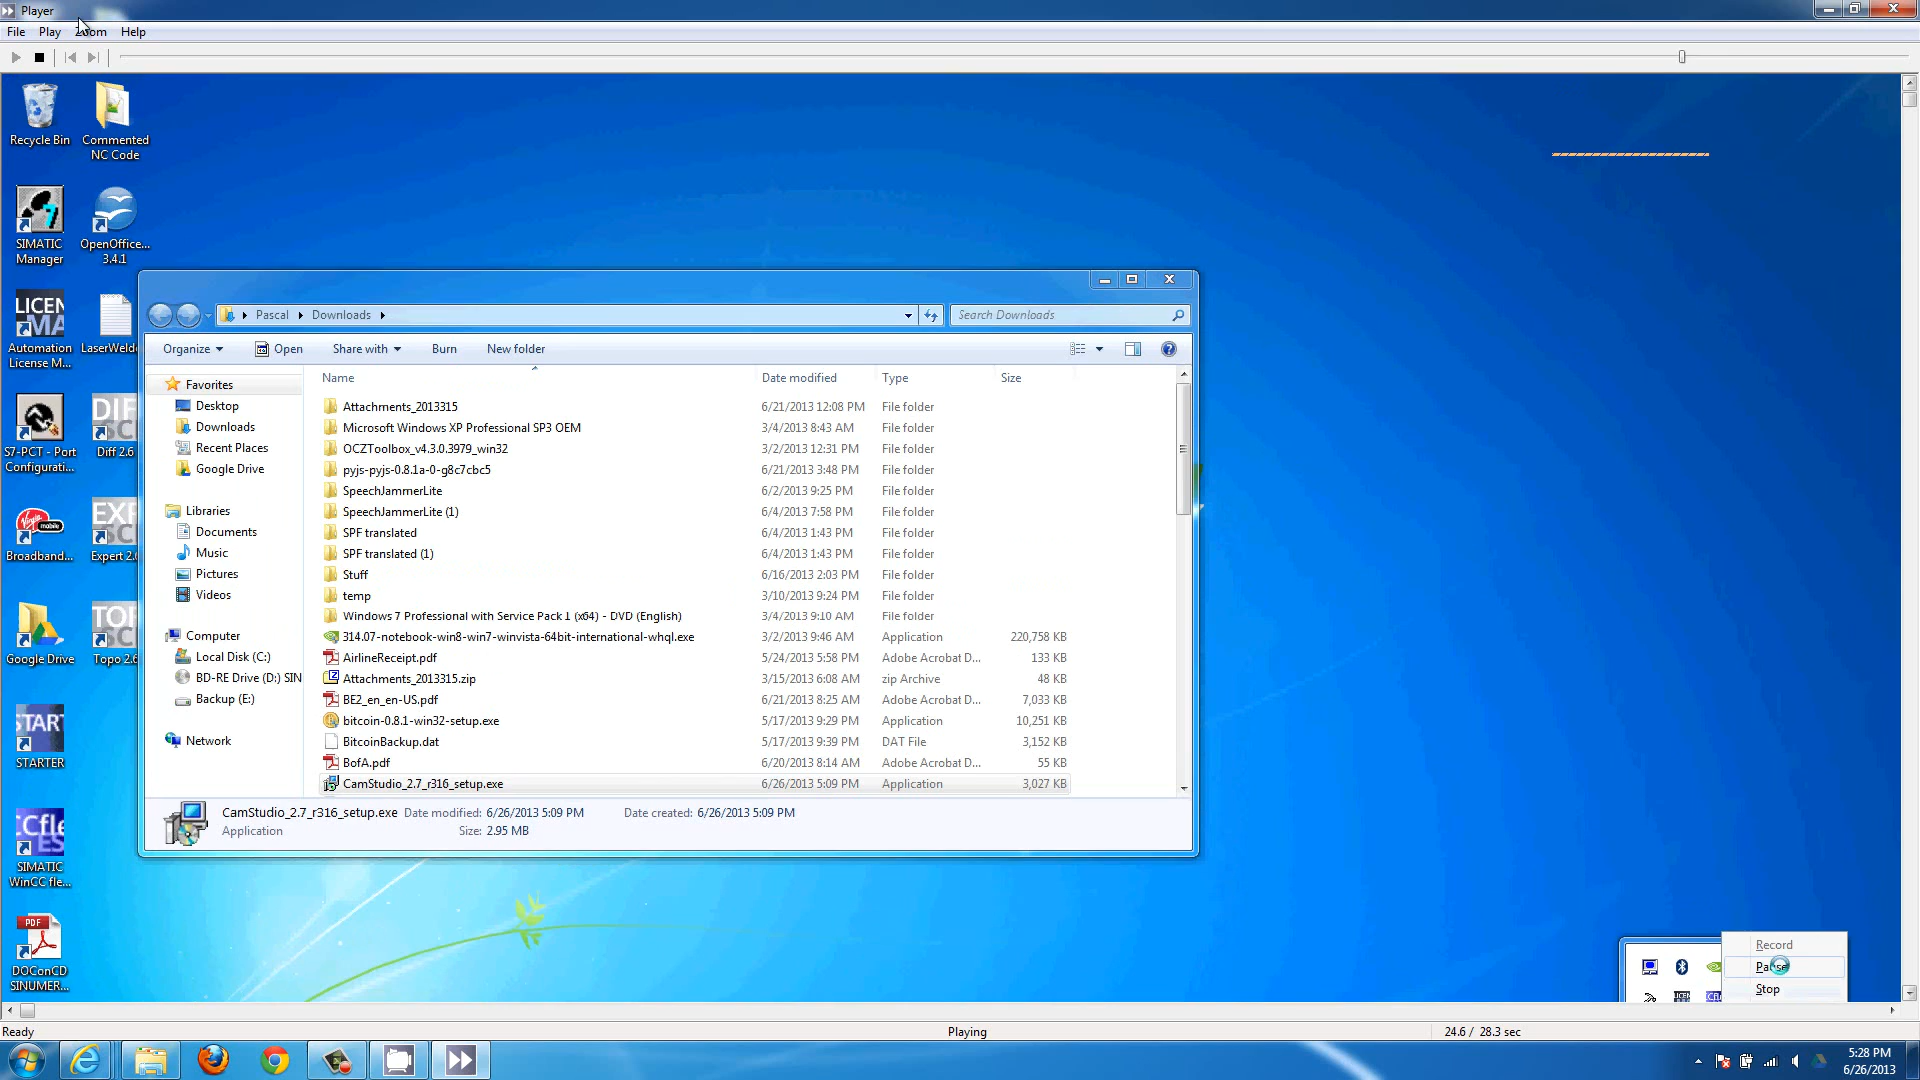 Player
File Play Zoom Help
Recycle Bin
Commented NC Code
SIMATIC Manager
OpenOffice... 3.4.1
LICEN
MA
Automation License M...
LaserWeld
S7-PCT - Port Configurati...
DIF
SC
Diff 2.6
Virgin mobile
Broadband...
EXP
SC
Expert 2.
Google Drive
TOP
SC
Topo 2.6
START
STARTER
CCfle
ES
SIMATIC WinCC fle...
PDF
DOConCD SINUMER...
Pascal Downloads
Search Downloads
Organize Open Share with Burn New folder
Favorites
Desktop
Downloads
Recent Places
Google Drive
Libraries
Documents
Music
Pictures
Videos
Computer
Local Disk (C:)
BD-RE Drive (D:) SIN
Backup (E:)
Network
Name Date modified Type Size
Attachments_2013315 6/21/2013 12:08 PM File folder
Microsoft Windows XP Professional SP3 OEM 3/4/2013 8:43 AM File folder
OCZToolbox_v4.3.0.3979_win32 3/2/2013 12:31 PM File folder
pyjs-pyjs-0.8.1a-0-g8c7cbc5 6/21/2013 3:48 PM File folder
SpeechJammerLite 6/2/2013 9:25 PM File folder
SpeechJammerLite (1) 6/4/2013 7:58 PM File folder
SPF translated 6/4/2013 1:43 PM File folder
SPF translated (1) 6/4/2013 1:43 PM File folder
Stuff 6/16/2013 2:03 PM File folder
temp 3/10/2013 9:24 PM File folder
Windows 7 Professional with Service Pack 1 (x64) - DVD (English) 3/4/2013 9:10 AM File folder
314.07-notebook-win8-win7-winvista-64bit-international-whql.exe 3/2/2013 9:46 AM Application 220,758 KB
AirlineReceipt.pdf 5/24/2013 5:58 PM Adobe Acrobat D... 133 KB
Attachments_2013315.zip 3/15/2013 6:08 AM zip Archive 48 KB
BE2_en_en-US.pdf 6/21/2013 8:25 AM Adobe Acrobat D... 7,033 KB
bitcoin-0.8.1-win32-setup.exe 5/17/2013 9:29 PM Application 10,251 KB
BitcoinBackup.dat 5/17/2013 9:39 PM DAT File 3,152 KB
BofA.pdf 6/20/2013 8:14 AM Adobe Acrobat D... 55 KB
CamStudio_2.7_r316_setup.exe 6/26/2013 5:09 PM Application 3,027 KB
CamStudio_2.7_r316_setup.exe Date modified: 6/26/2013 5:09 PM Date created: 6/26/2013 5:09 PM
Application Size: 2.95 MB
Record
Pause
Stop
Ready Playing 24.6 / 28.3 sec
5:28 PM
6/26/2013